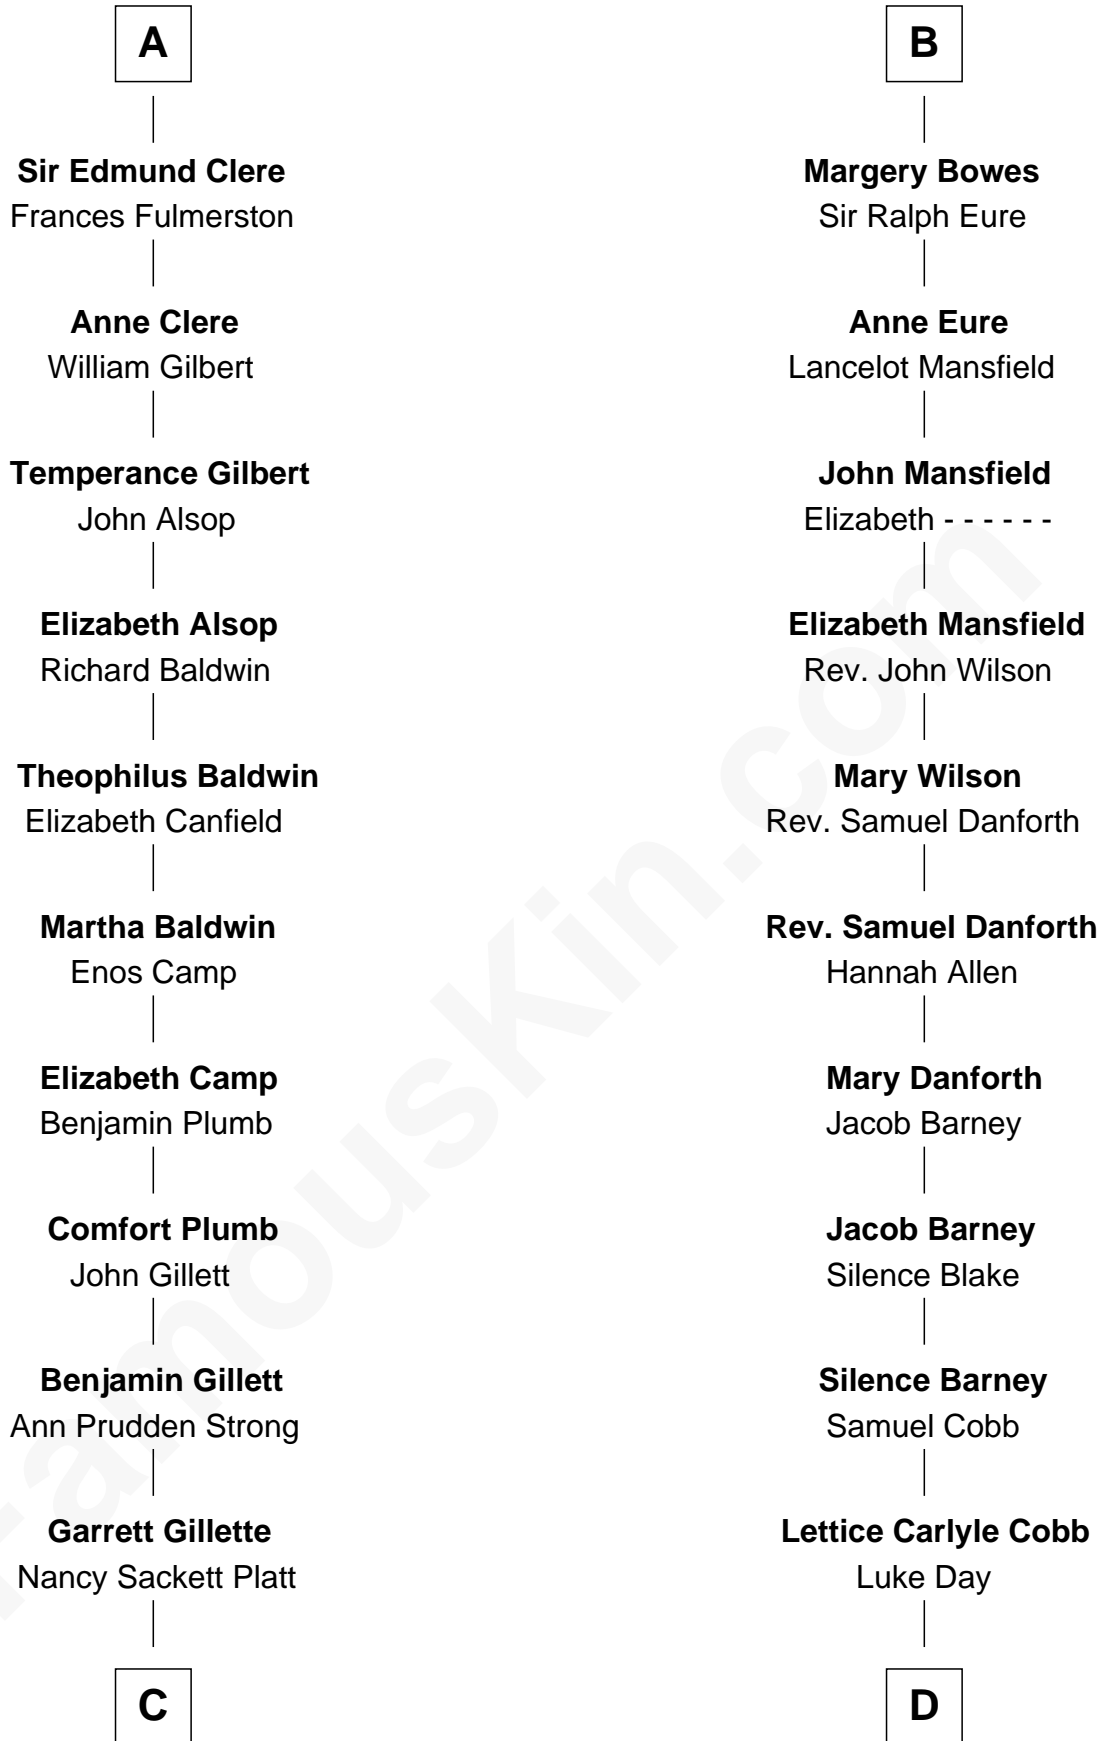 A
Sir Edmund Clere
Frances Fulmerston
Anne Clere
William Gilbert
Temperance Gilbert
John Alsop
Elizabeth Alsop
Richard Baldwin
Theophilus Baldwin
Elizabeth Canfield
Martha Baldwin
Enos Camp
Elizabeth Camp
Benjamin Plumb
Comfort Plumb
John Gillett
Benjamin Gillett
Ann Prudden Strong
Garrett Gillette
Nancy Sackett Platt
C
B
Margery Bowes
Sir Ralph Eure
Anne Eure
Lancelot Mansfield
John Mansfield
Elizabeth - - - - - -
Elizabeth Mansfield
Rev. John Wilson
Mary Wilson
Rev. Samuel Danforth
Rev. Samuel Danforth
Hannah Allen
Mary Danforth
Jacob Barney
Jacob Barney
Silence Blake
Silence Barney
Samuel Cobb
Lettice Carlyle Cobb
Luke Day
D
FamousKin.com